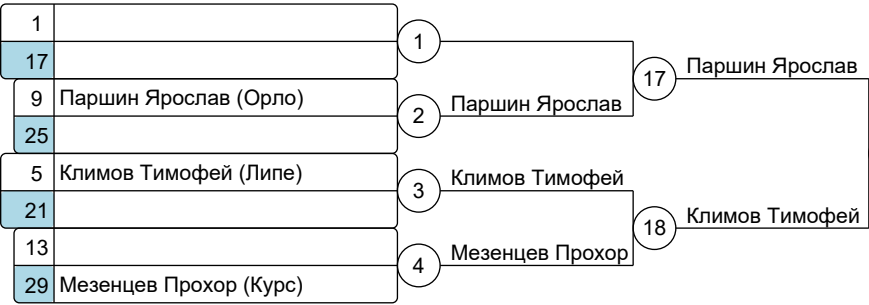 1
17
9 Паршин Ярослав (Орло)
25
5 Климов Тимофей (Липе)
21
13
29 Мезенцев Прохор (Курс)
1
2
3
4
Паршин Ярослав
Климов Тимофей
Мезенцев Прохор
17
18
Паршин Ярослав
Климов Тимофей